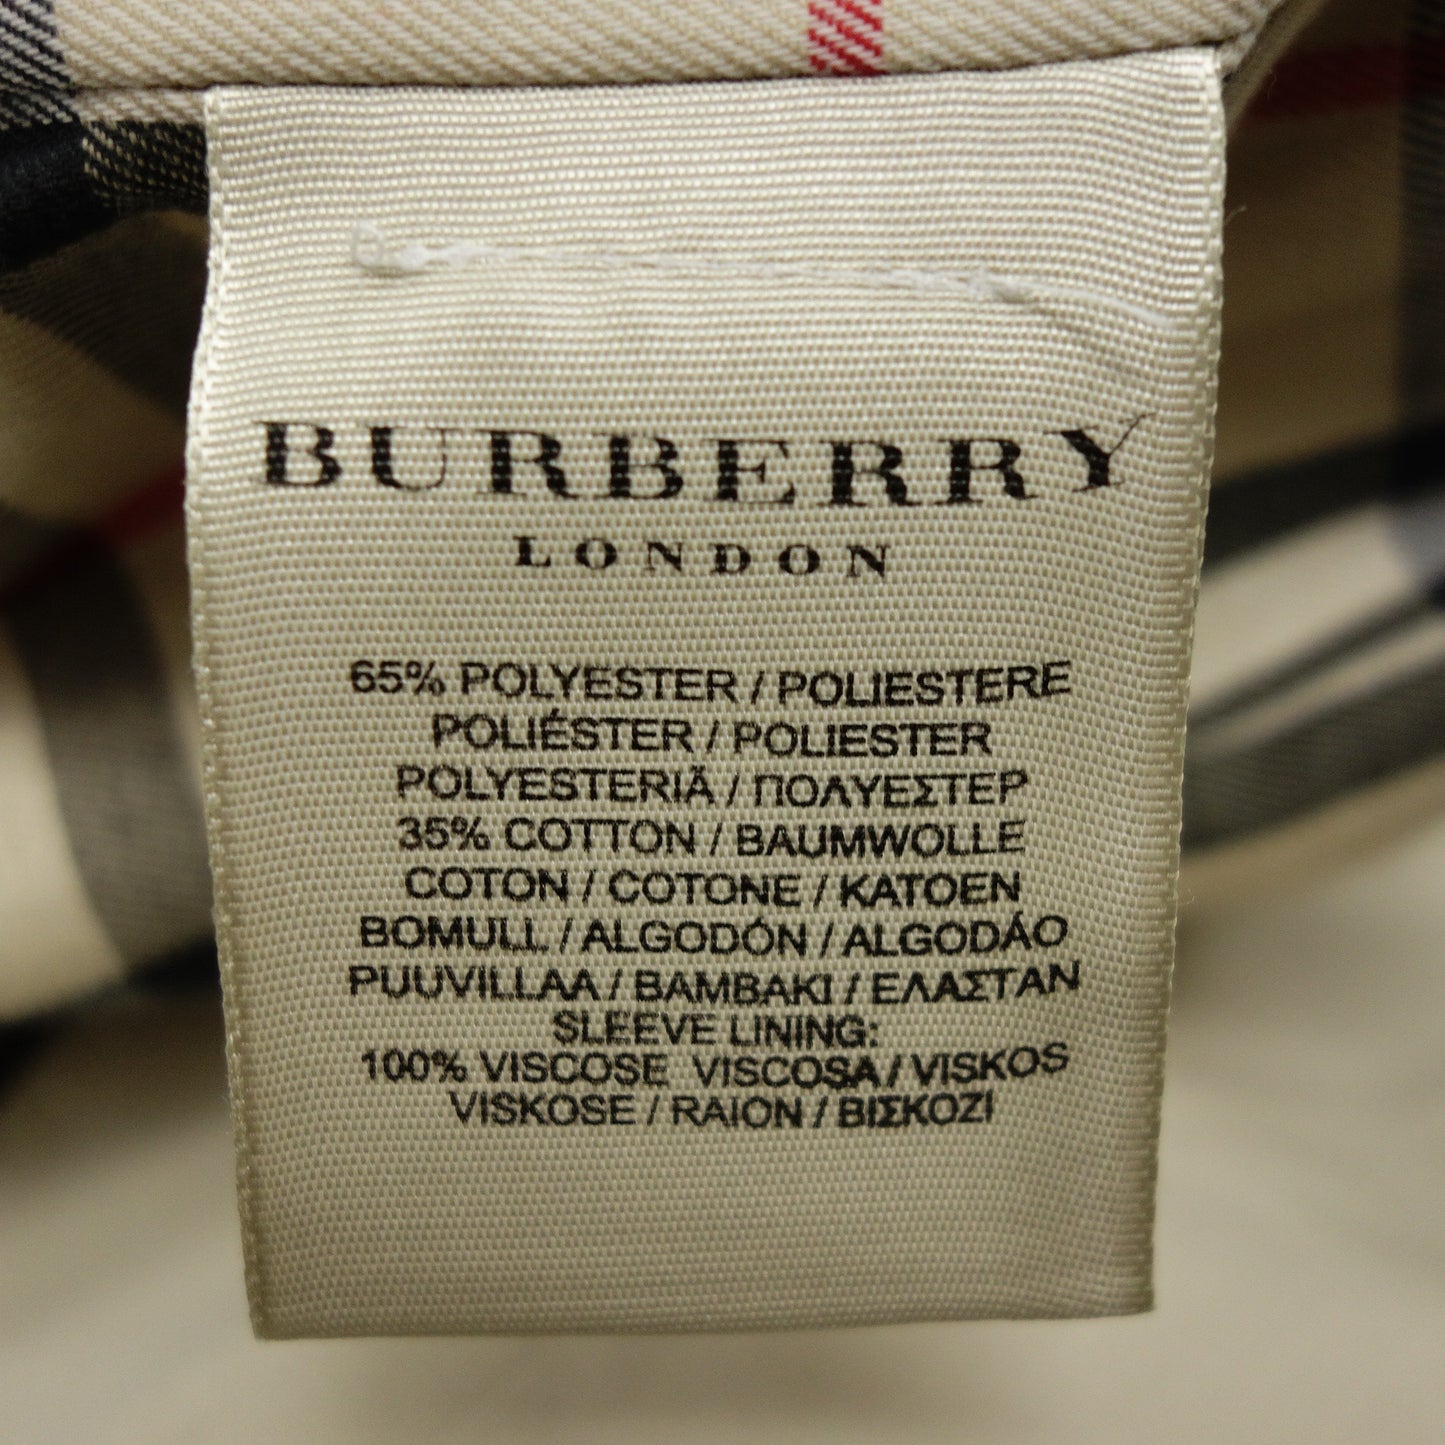 BURBERRY
LONDON
65% POLYESTER / POLIESTERE
POLIÉSTER / POLIESTER
POLYESTERIÄ / ΠΟΛΥΕΣΤΕΡ
35% COTTON / BAUMWOLLE
COTON / COTONE / KATOEN
BOMULL / ALGODÓN / ALGODÁO
PUUVILLAA / BAMBAKI / ΕΛΑΣΤΑΝ
SLEEVE LINING:
100% VISCOSE VISCOSA / VISKOS
VISKOSE / RAION / ΒΙΣΚΟΖΙ